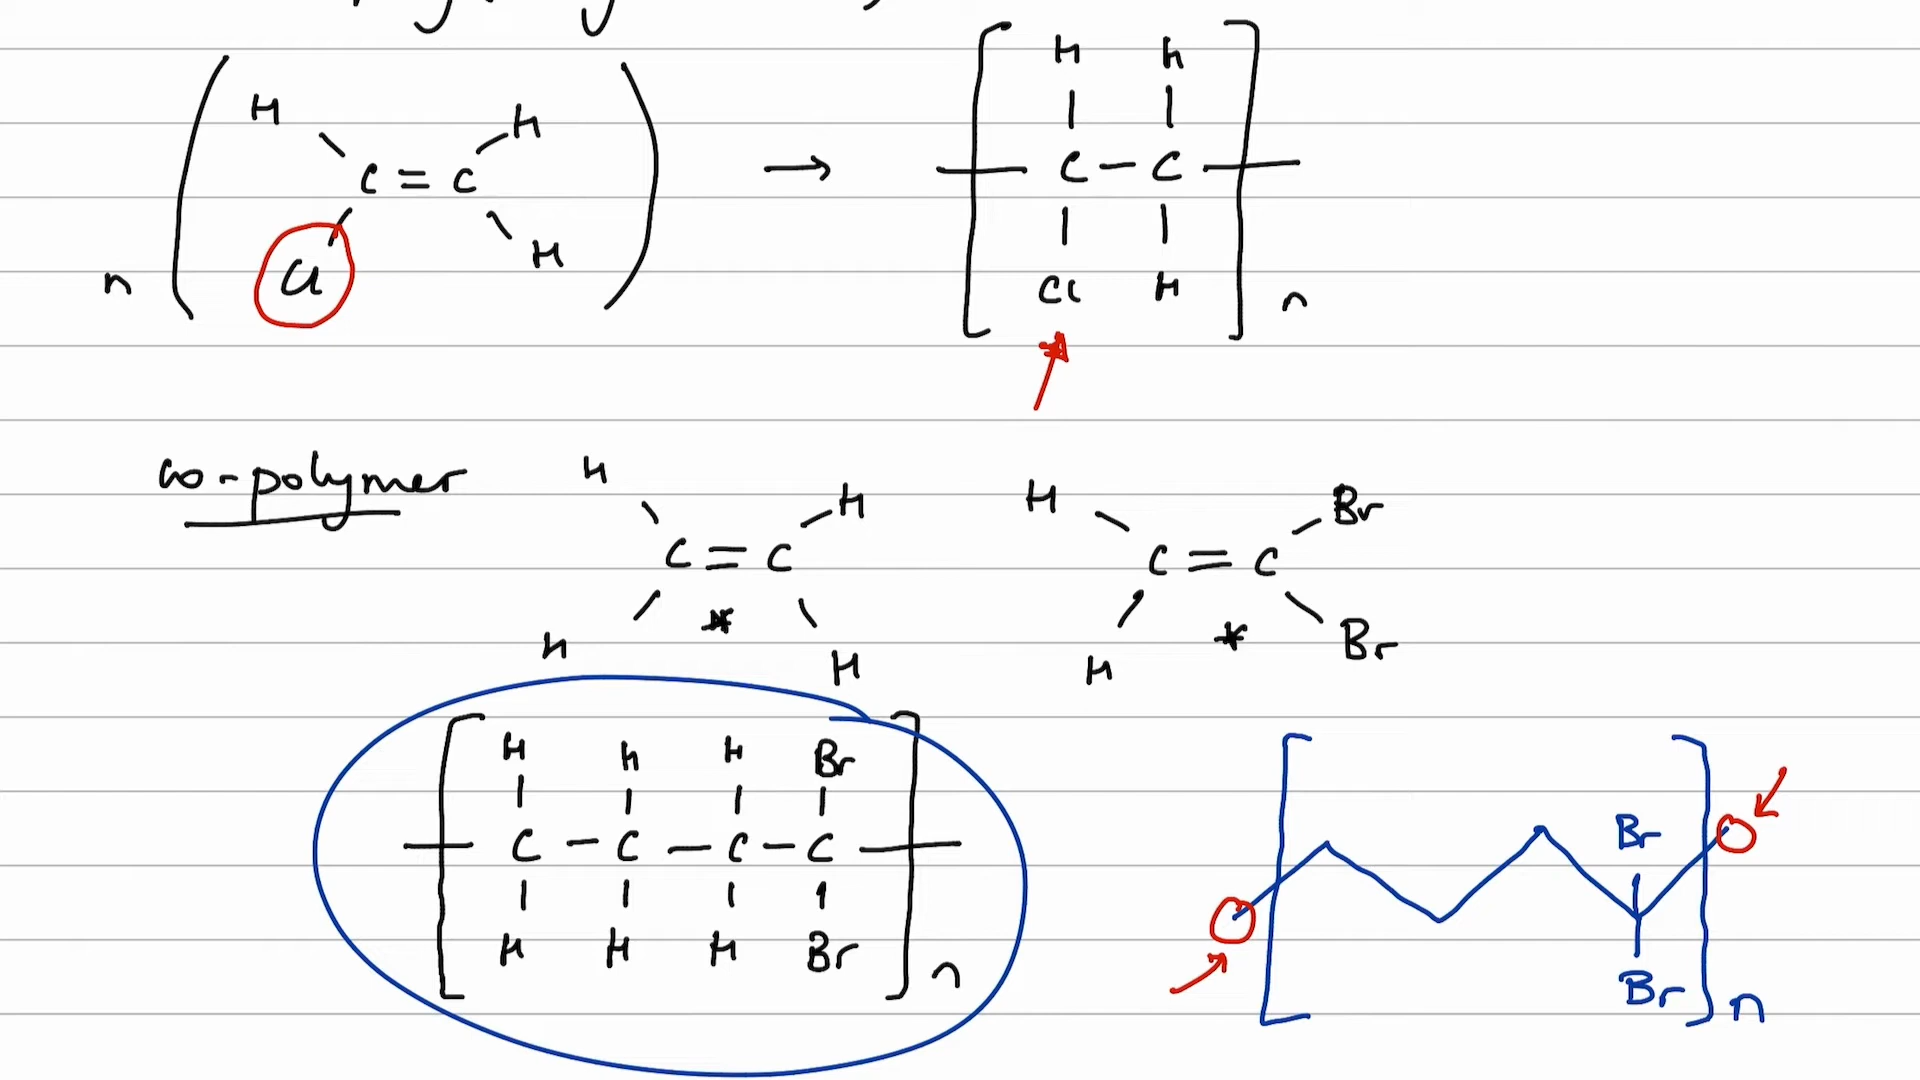 H H
H H
C = C → — C — C —
n Cl H Cl H n
co-polymer H H H Br
C = C C = C
* *
H H H Br
H H H Br
— C — C — C — C — Br
H H H Br n Br n